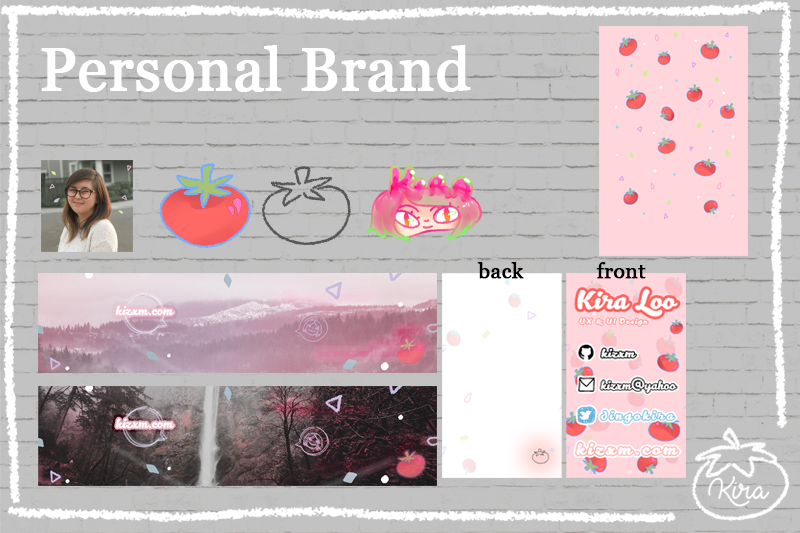 Personal Brand
Kira
kizxm.com
kizxm.com
back
front
Kira Loo
UX & UI Design
kizxm
kizxm@yahoo
dingokira
kizxm.com
Kira